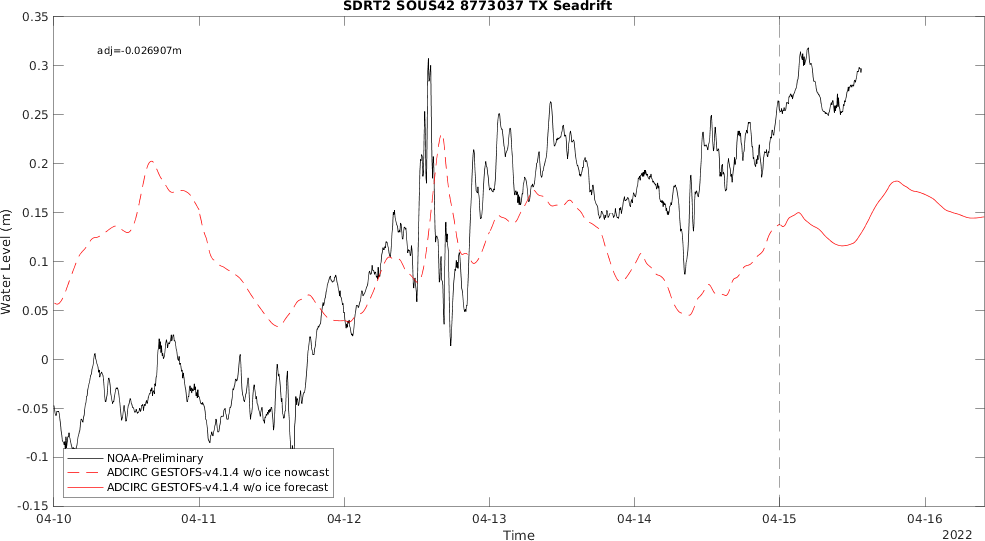 SDRT2 SOUS42 8773037 TX Seadrift
adj=-0.026907m
0.35
0.3
0.25
0.2
0.15
0.1
0.05
0
-0.05
-0.1
-0.15
Water Level (m)
NOAA-Preliminary
ADCIRC GESTOFS-v4.1.4 w/o ice nowcast
ADCIRC GESTOFS-v4.1.4 w/o ice forecast
04-10 04-11 04-12 04-13 04-14 04-15 04-16
Time
2022